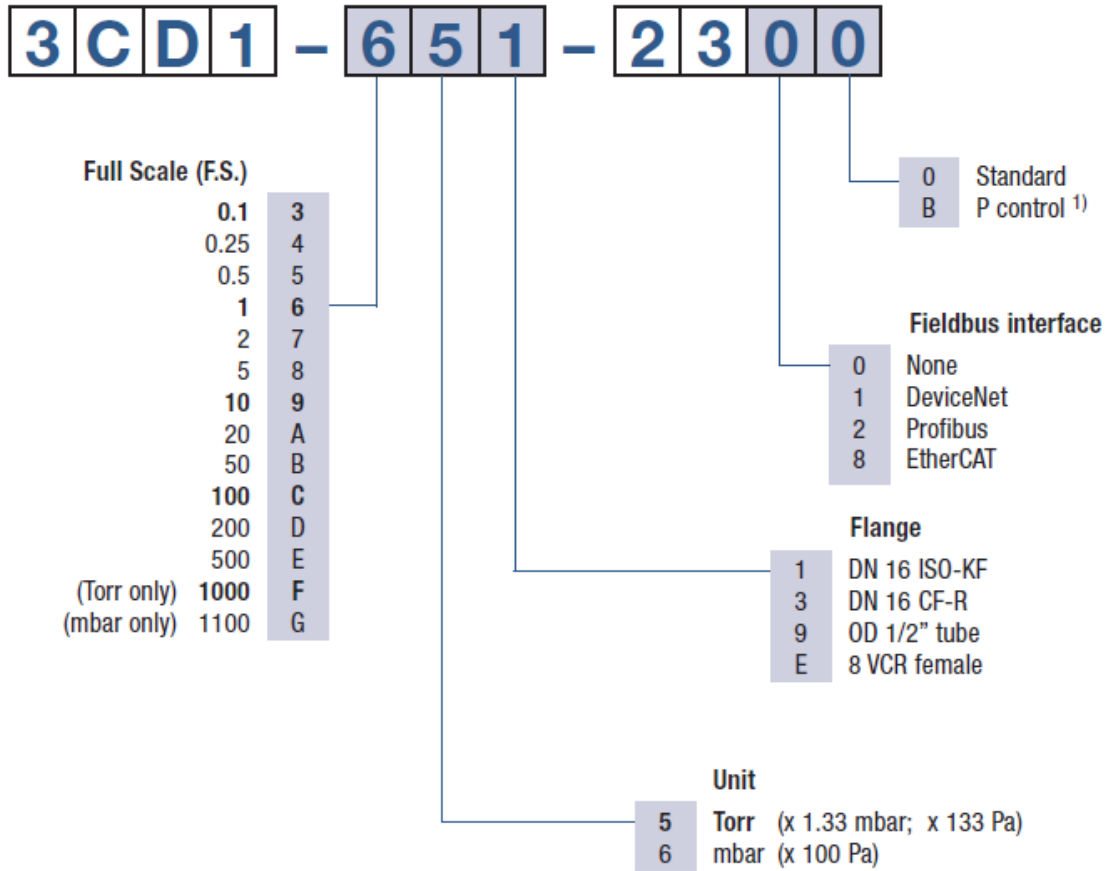 3CD1 – 651 – 2300
Full Scale (F.S.)
0.1 3
0.25 4
0.5 5
1 6
2 7
5 8
10 9
20 A
50 B
100 C
200 D
500 E
(Torr only) 1000 F
(mbar only) 1100 G
0 Standard
B P control 1)
Fieldbus interface
0 None
1 DeviceNet
2 Profibus
8 EtherCAT
Flange
1 DN 16 ISO-KF
3 DN 16 CF-R
9 OD 1/2” tube
E 8 VCR female
Unit
5 Torr (x 1.33 mbar; x 133 Pa)
6 mbar (x 100 Pa)